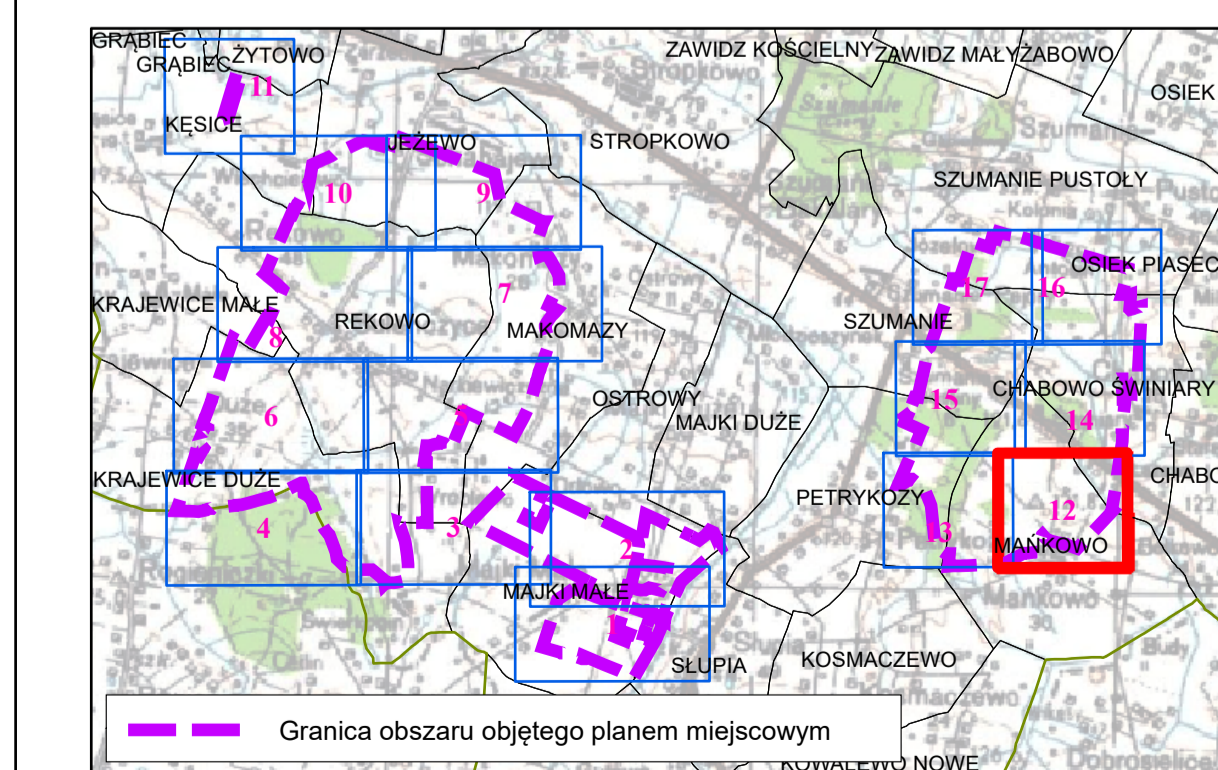 GRĄBIEC
ŻYTOWO
GRĄBIEC
11
KĘSICE
ZAWIDZ KOŚCIELNY
ZAWIDZ MAŁY
ŻABOWO
OSIEK
Szumanie
JEŻEWO
STROPKOWO
10
9
SZUMANIE PUSTOŁY
OSIEK PIASEC
17
16
KRAJEWICE MAŁE
7
REKOWO
MAKOMAZY
SZUMANIE
8
CHABOWO ŚWINIARY
OSTROWY
15
6
5
MAJKI DUŻE
14
KRAJEWICE DUŻE
CHABO
PETRYKOZY
4
3
12
13
2
MAŃKOWO
MAJKI MAŁE
1
SŁUPIA
KOSMACZEWO
Granica obszaru objętego planem miejscowym
KOWALEWO NOWE
Dobrosielice